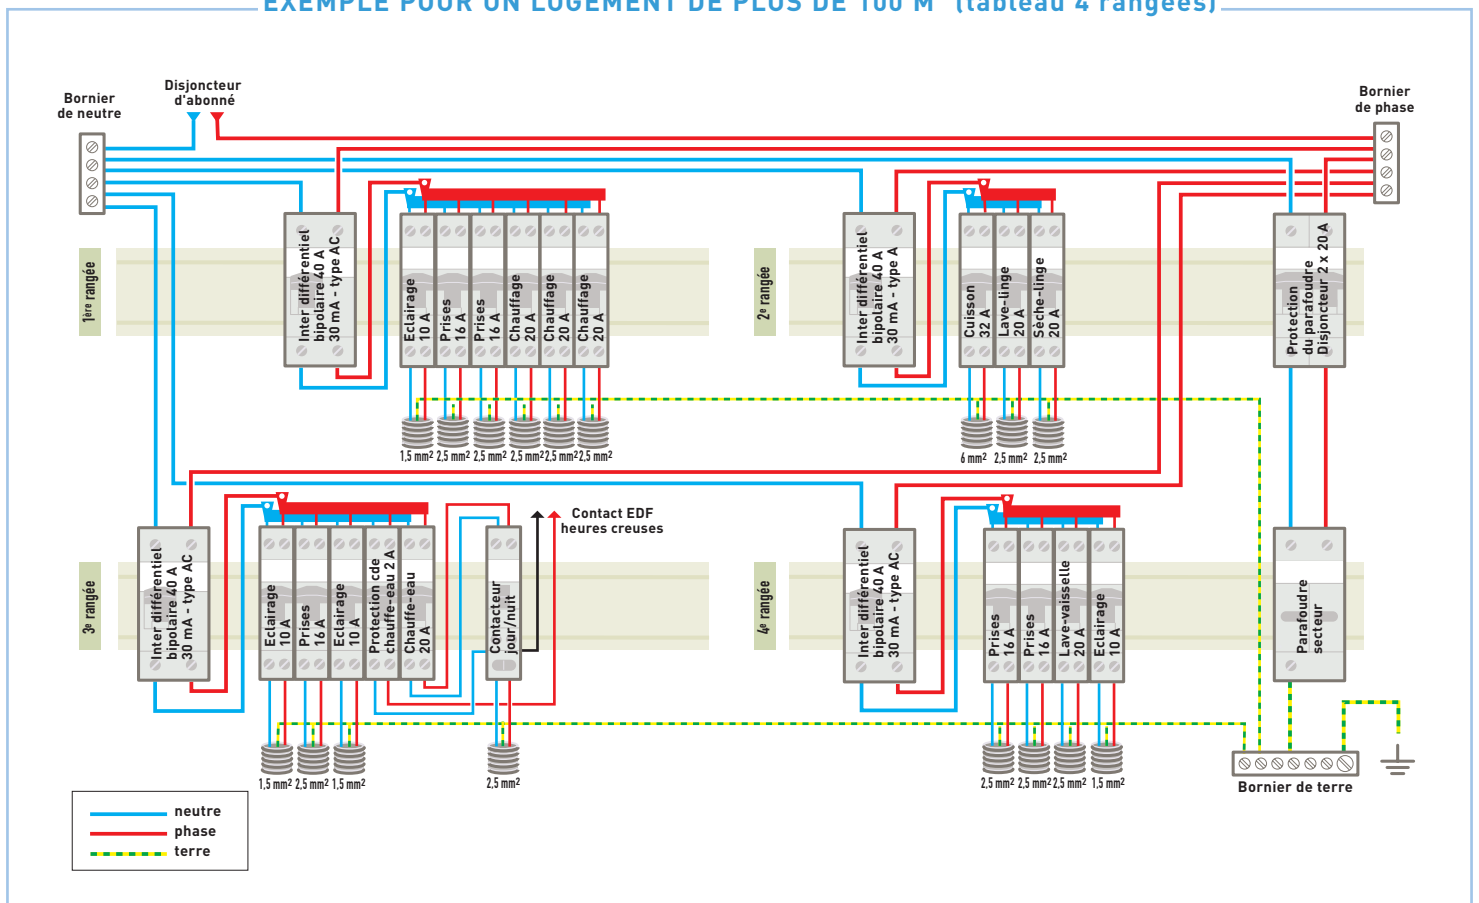 EXEMPLE POUR UN LOGEMENT DE PLUS DE 100 M² (tableau 4 rangées)
Bornier
de neutre
Disjoncteur
d'abonné
Bornier
de phase
1ère rangée
Inter différentiel
bipolaire 40 A
30 mA - type AC
Eclairage
10 A
Prises
16 A
Prises
16 A
Chauffage
20 A
Chauffage
20 A
Chauffage
20 A
2e rangée
Inter différentiel
bipolaire 40 A
30 mA - type A
Cuisson
32 A
Lave-linge
20 A
Sèche-linge
20 A
Protection
du parafoudre
Disjoncteur 2 x 20 A
1,5 mm²
2,5 mm²
2,5 mm²
2,5 mm²
2,5 mm²
2,5 mm²
6 mm²
2,5 mm²
2,5 mm²
3e rangée
Inter différentiel
bipolaire 40 A
30 mA - type AC
Eclairage
10 A
Prises
16 A
Eclairage
10 A
Protection cde
chauffe-eau 2 A
Chauffe-eau
20 A
Contacteur
jour/nuit
Contact EDF
heures creuses
4e rangée
Inter différentiel
bipolaire 40 A
30 mA - type AC
Prises
16 A
Prises
16 A
Lave-vaisselle
20 A
Eclairage
10 A
Parafoudre
secteur
1,5 mm²
2,5 mm²
1,5 mm²
2,5 mm²
2,5 mm²
2,5 mm²
2,5 mm²
1,5 mm²
Bornier de terre
neutre
phase
terre